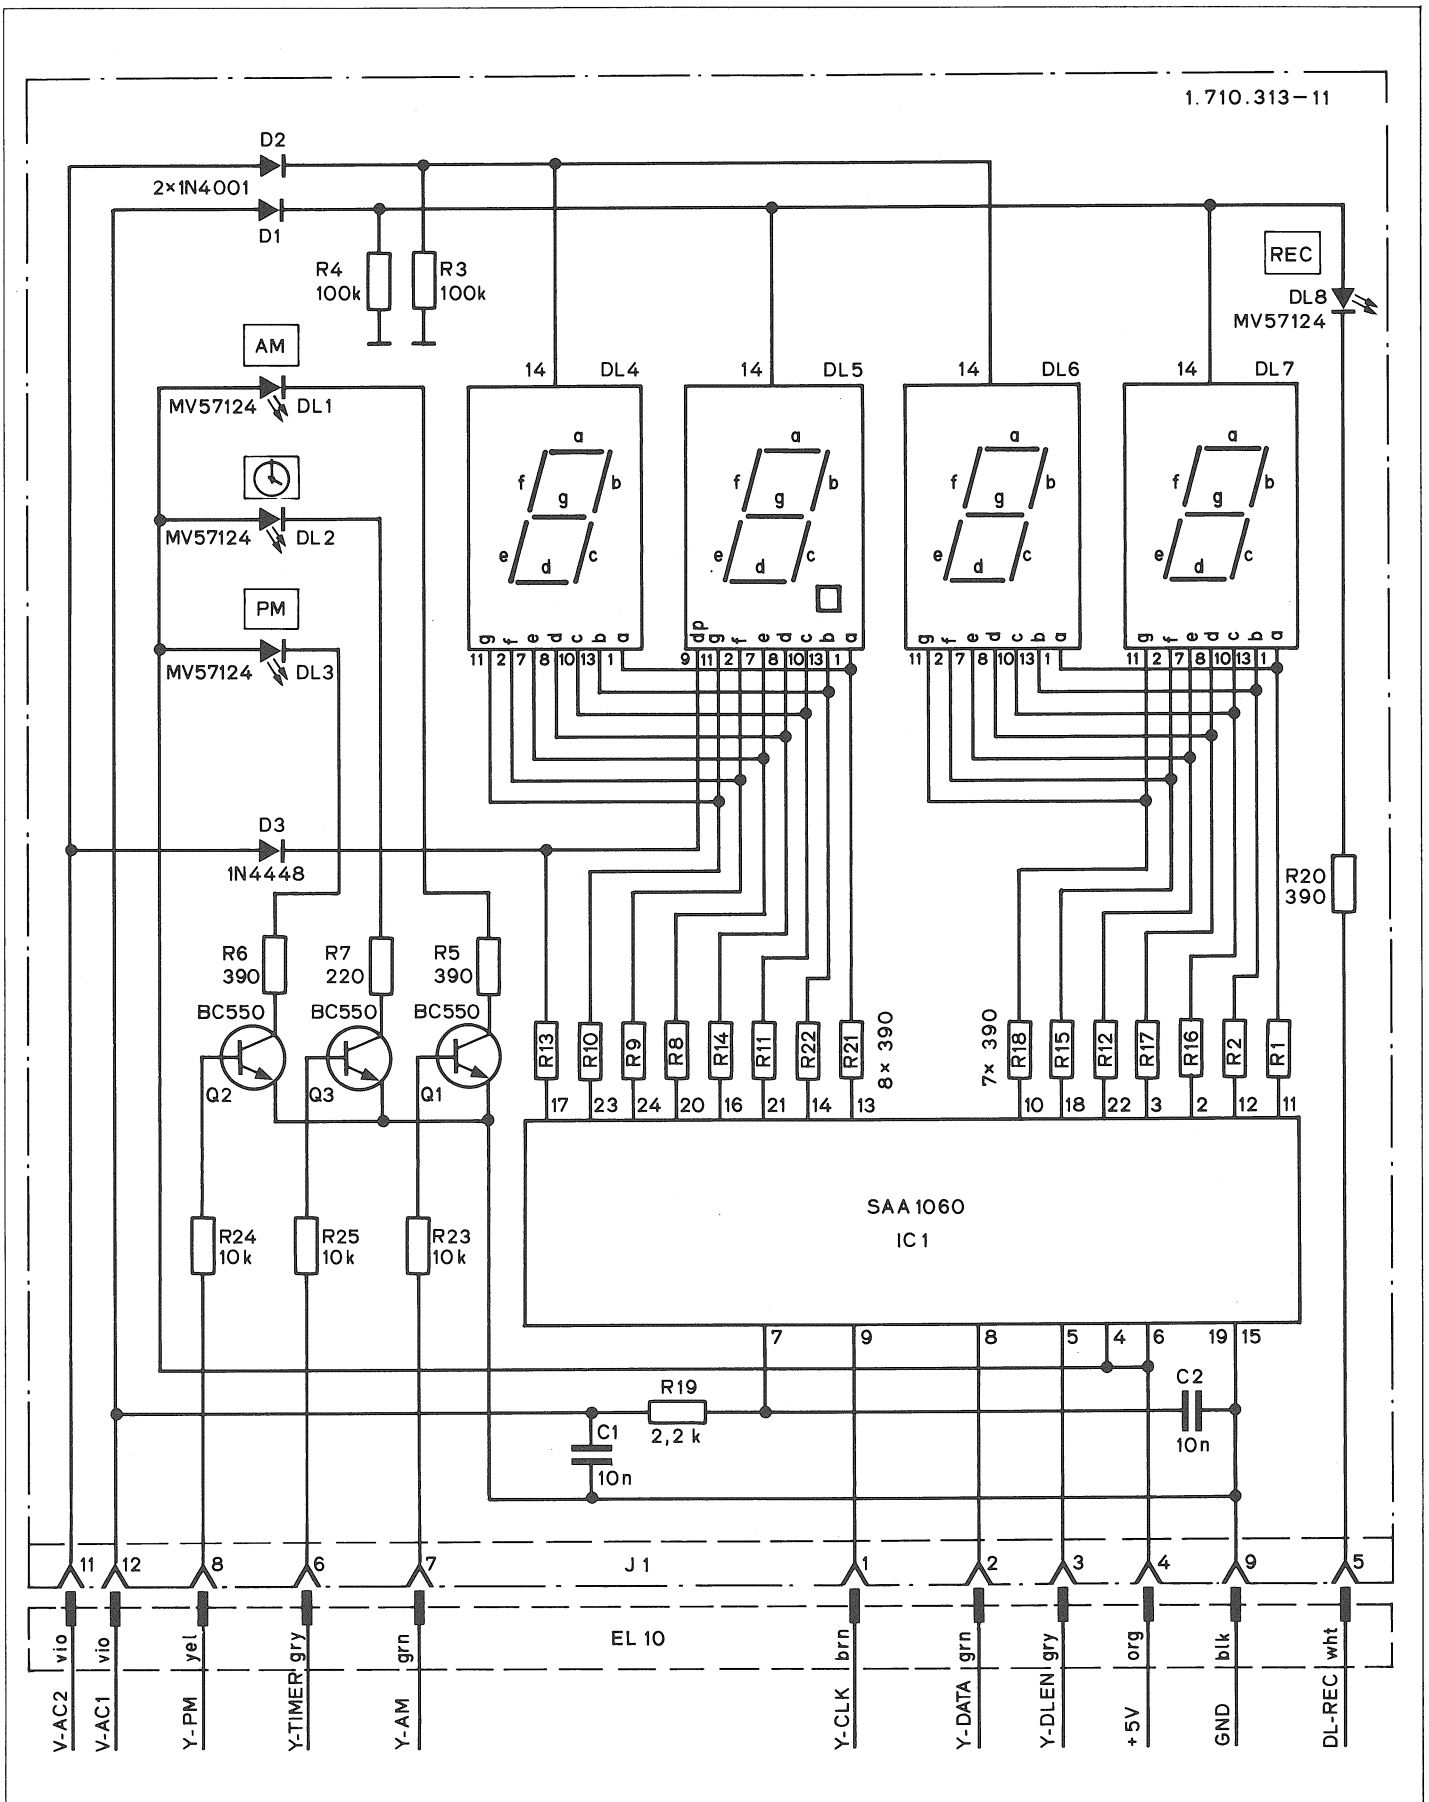 1.710.313-11
D2
2×1N4001
D1
R4
100k
R3
100k
REC
DL8
MV57124
AM
MV57124 DL1
MV57124 DL2
PM
MV57124 DL3
14 DL4
14 DL5
14 DL6
14 DL7
a
f b
g
e c
d
a
f b
g
e c
d
a
f b
g
e c
d
a
f b
g
e c
d
g f e d c b a
11 2 7 8 10 13 1
dp g f e d c b a
9 11 2 7 8 10 13 1
g f e d c b a
11 2 7 8 10 13 1
g f e d c b a
11 2 7 8 10 13 1
D3
1N4448
R20
390
R6
390
R7
220
R5
390
BC550 BC550 BC550
Q2 Q3 Q1
R13 R10 R9 R8 R14 R11 R22 R21
8× 390
7× 390
R18 R15 R12 R17 R16 R2 R1
17 23 24 20 16 21 14 13
10 18 22 3 2 12 11
SAA1060
IC1
R24
10k
R25
10k
R23
10k
7 9 8 5 4 6 19 15
R19
2,2 k
C1
10n
C2
10n
11 12 8 6 7 J1 1 2 3 4 9 5
EL 10
V-AC2 vio
V-AC1 vio
Y-PM yel
Y-TIMER gry
Y-AM grn
Y-CLK brn
Y-DATA grn
Y-DLEN gry
+5V org
GND blk
DL-REC wht